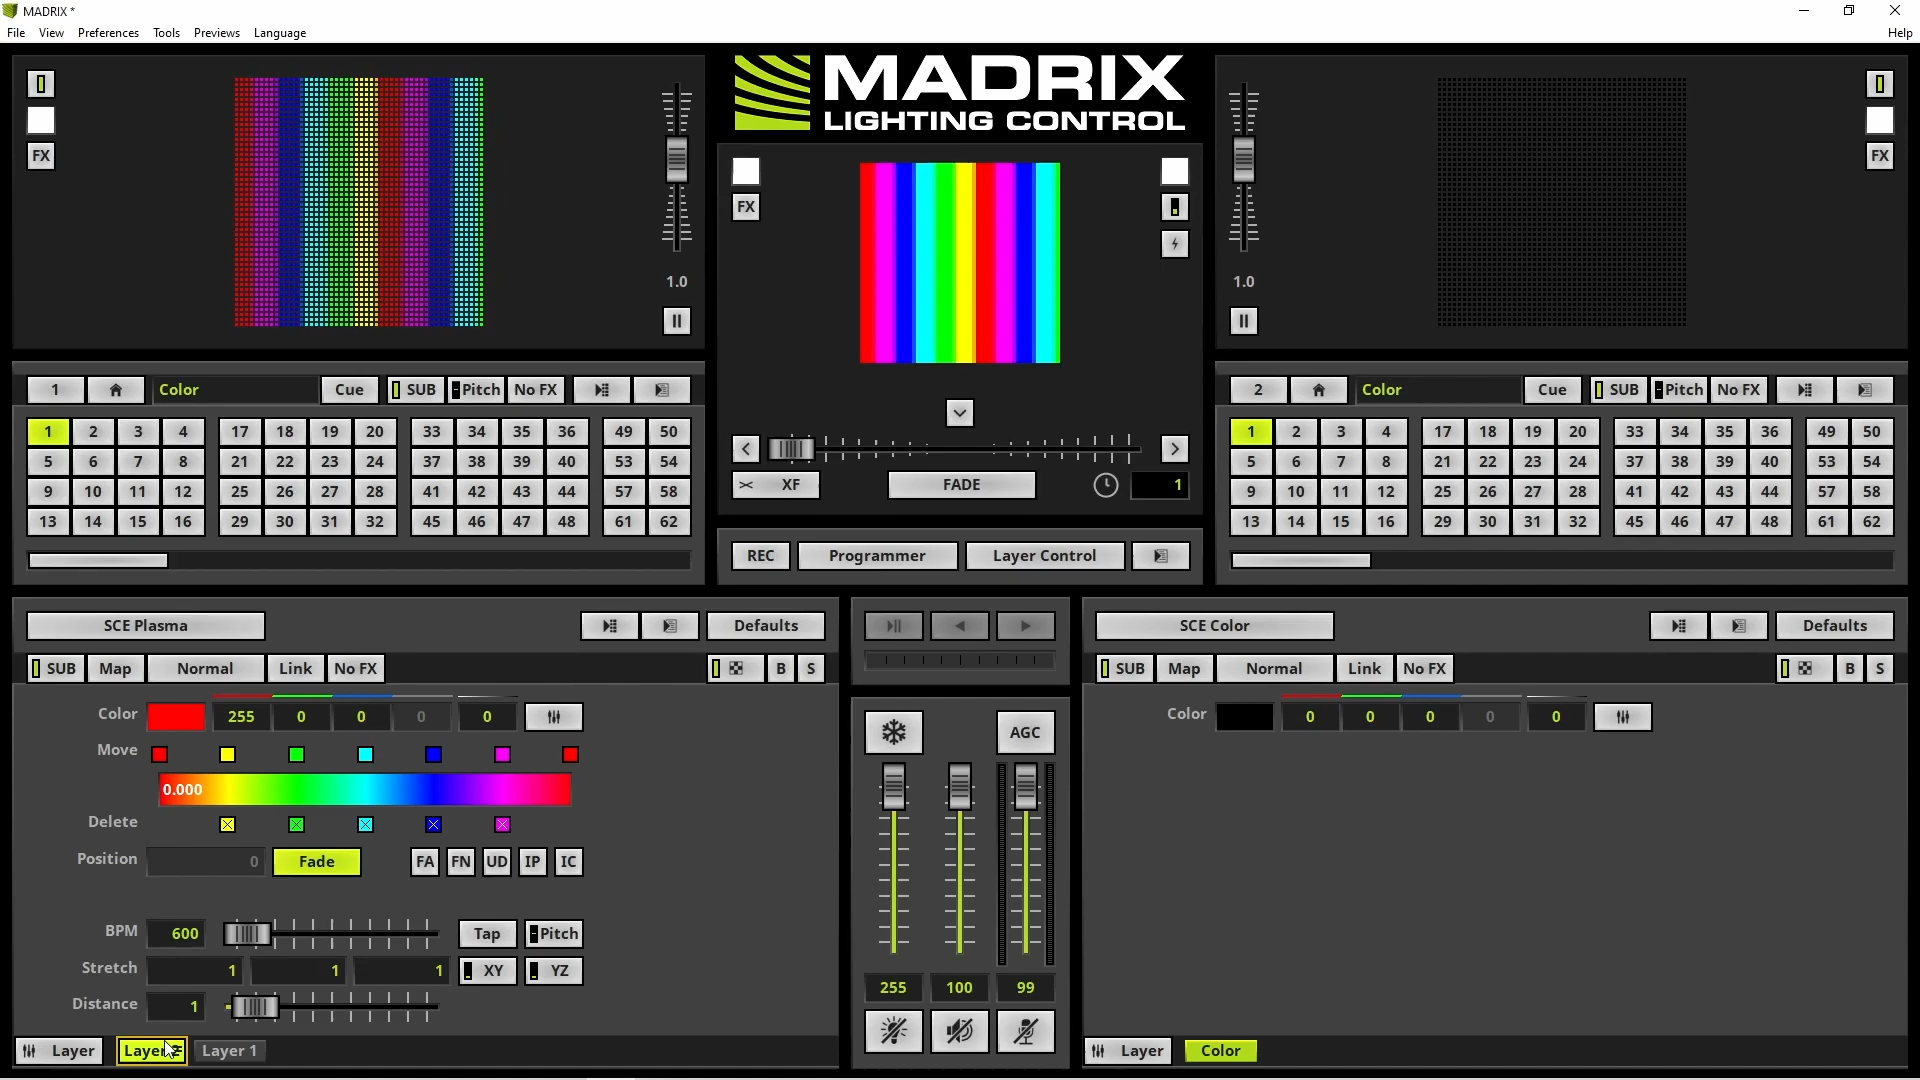 MADRIX *
File View Preferences Tools Previews Language Help
MADRIX
LIGHTING CONTROL
FX
FX
FX
1.0
1.0
1 Color Cue SUB Pitch No FX
1 2 3 4 17 18 19 20 33 34 35 36 49 50
5 6 7 8 21 22 23 24 37 38 39 40 53 54
9 10 11 12 25 26 27 28 41 42 43 44 57 58
13 14 15 16 29 30 31 32 45 46 47 48 61 62
XF FADE 1
REC Programmer Layer Control
2 Color Cue SUB Pitch No FX
1 2 3 4 17 18 19 20 33 34 35 36 49 50
5 6 7 8 21 22 23 24 37 38 39 40 53 54
9 10 11 12 25 26 27 28 41 42 43 44 57 58
13 14 15 16 29 30 31 32 45 46 47 48 61 62
SCE Plasma Defaults
SUB Map Normal Link No FX B S
Color 255 0 0 0 0
Move
0.000
Delete
Position 0 Fade FA FN UD IP IC
BPM 600 Tap Pitch
Stretch 1 1 1 XY YZ
Distance 1
Layer Layer Layer 1
AGC
255 100 99
SCE Color Defaults
SUB Map Normal Link No FX B S
Color 0 0 0 0 0
Layer Color